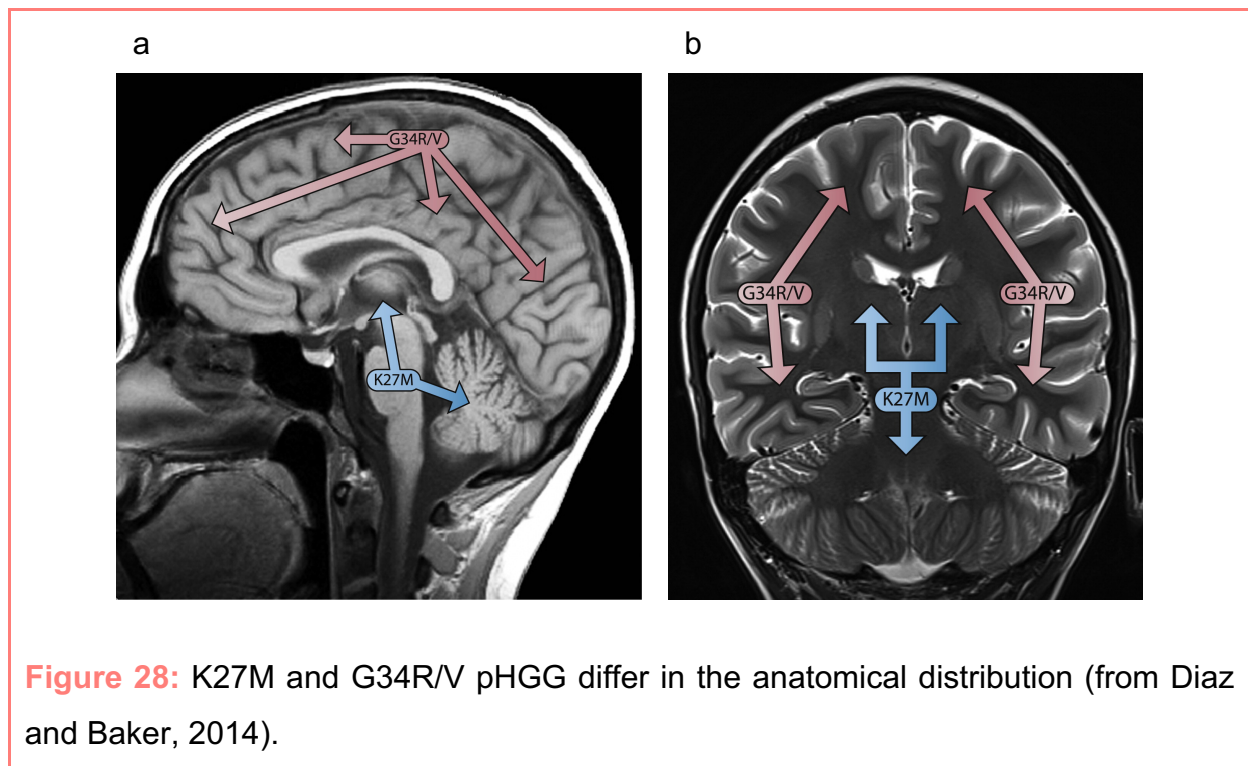 a
b
G34R/V
K27M
G34R/V
G34R/V
K27M
Figure 28: K27M and G34R/V pHGG differ in the anatomical distribution (from Diaz
and Baker, 2014).